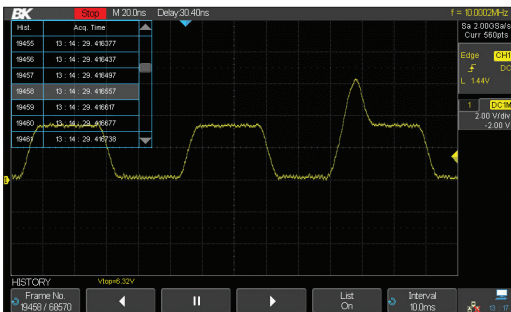 BK Stop M 20.0ns Delay:30.40ns f = 10.0002MHz
Sa 2.00GSa/s
Curr 560pts
Hist. Acq. Time
19455 13 : 14 : 29. 416377
19456 13 : 14 : 29. 416437
19457 13 : 14 : 29. 416497
19458 13 : 14 : 29. 416557
19459 13 : 14 : 29. 416617
19460 13 : 14 : 29. 416677
19461 13 : 14 : 29. 416738
Edge CH1
DC
L 1.44V
1 DC1M
2.00 V/div
-2.00 V
HISTORY Vtop=6.32V
Frame No.
19458 / 68570
List
On
Interval
10.0ms
13 : 17